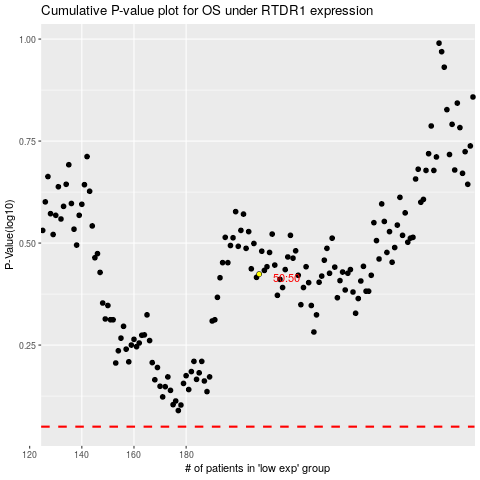 Cumulative P-value plot for OS under RTDR1 expression
1.00
0.75
0.50
0.25
P-Value(log10)
50:50
120 140 160 180
# of patients in 'low exp' group